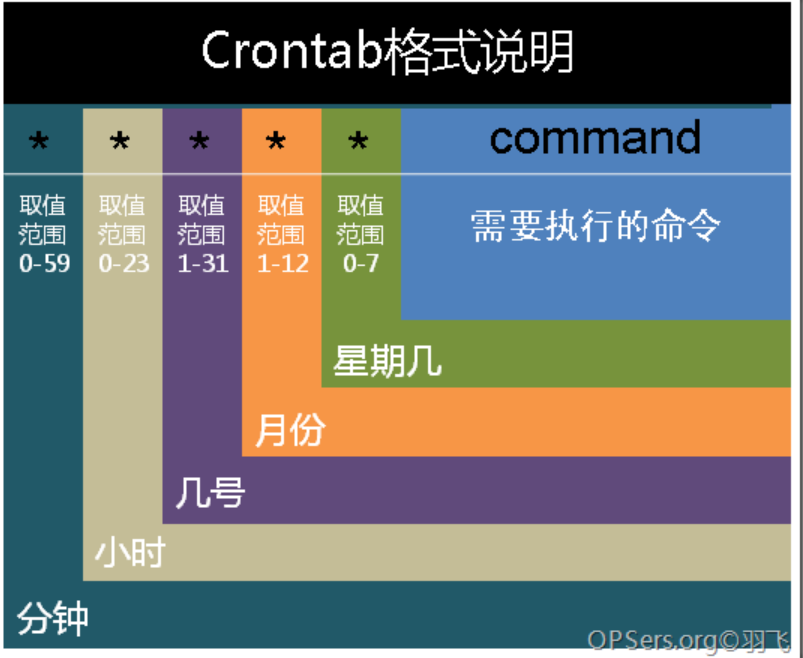 Crontab格式说明
* * * * * command
取值 取值 取值 取值 取值
范围 范围 范围 范围 范围
0-59 0-23 1-31 1-12 0-7
需要执行的命令
星期几
月份
几号
小时
分钟
OPSers.org©羽飞